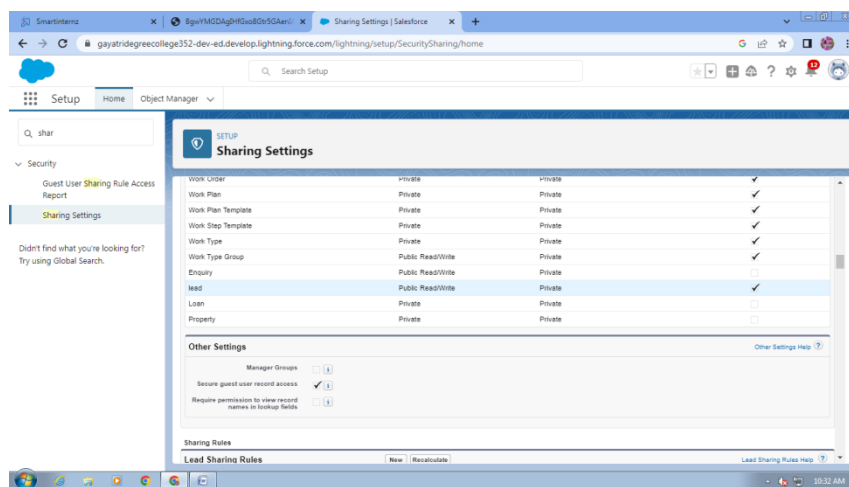 Smartinternz
Sharing Settings | Salesforce
gayatridegreecollege352-dev-ed.develop.lightning.force.com/lightning/setup/SecuritySharing/home
Search Setup
12
Setup Home Object Manager
shar
SETUP
Sharing Settings
Security
Guest User Sharing Rule Access
Report
Sharing Settings
Didn't find what you're looking for?
Try using Global Search.
Work Order Private Private
Work Plan Private Private
Work Plan Template Private Private
Work Step Template Private Private
Work Type Private Private
Work Type Group Public Read/Write Private
Enquiry Public Read/Write Private
lead Public Read/Write Private
Loan Private Private
Property Private Private
Other Settings Other Settings Help ?
Manager Groups i
Secure guest user record access i
Require permission to view record
names in lookup fields i
Sharing Rules
Lead Sharing Rules New Recalculate Lead Sharing Rules Help ?
10:32 AM